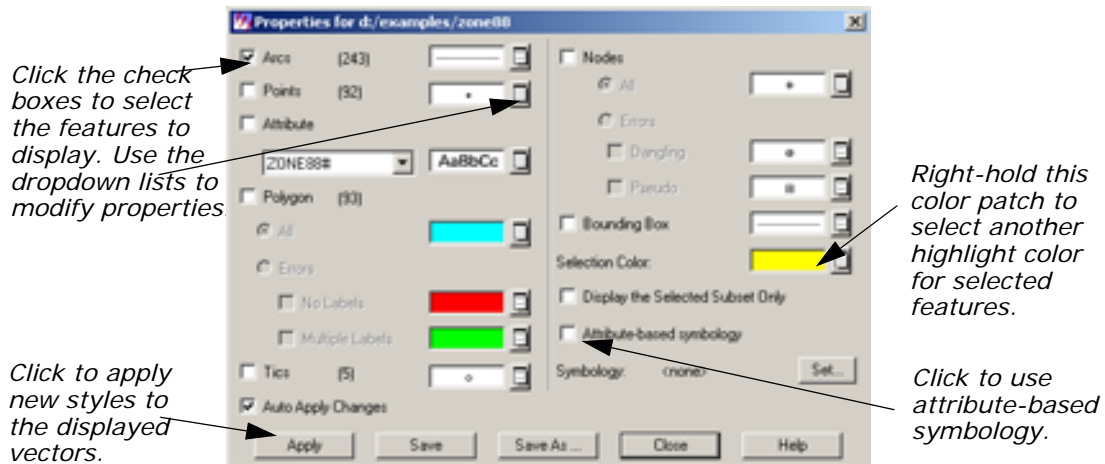 Properties for d:/examples/zone88
Click the check
boxes to select
the features to
display. Use the
dropdown lists to
modify properties.
Arcs (243)
Points (92)
Attribute
ZONE88#
AaBbCc
Polygon (93)
All
Errors
No Labels
Multiple Labels
Tics (5)
Auto Apply Changes
Nodes
All
Errors
Dangling
Pseudo
Bounding Box
Selection Color:
Display the Selected Subset Only
Attribute-based symbology
Symbology: <none> Set...
Apply Save Save As ... Close Help
Right-hold this
color patch to
select another
highlight color
for selected
features.
Click to apply
new styles to
the displayed
vectors.
Click to use
attribute-based
symbology.